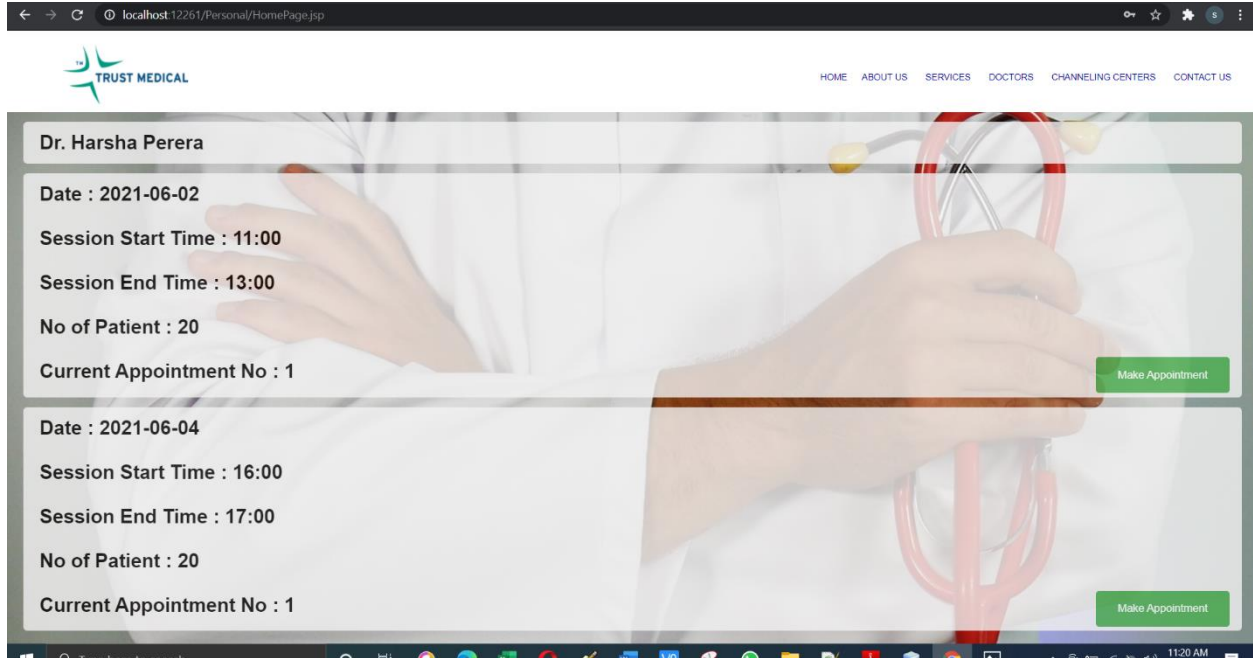 localhost:12261/Personal/HomePage.jsp
S
TM
TRUST MEDICAL
HOME ABOUT US SERVICES DOCTORS CHANNELING CENTERS CONTACT US
Dr. Harsha Perera
Date : 2021-06-02
Session Start Time : 11:00
Session End Time : 13:00
No of Patient : 20
Current Appointment No : 1
Make Appointment
Date : 2021-06-04
Session Start Time : 16:00
Session End Time : 17:00
No of Patient : 20
Current Appointment No : 1
Make Appointment
11:20 AM